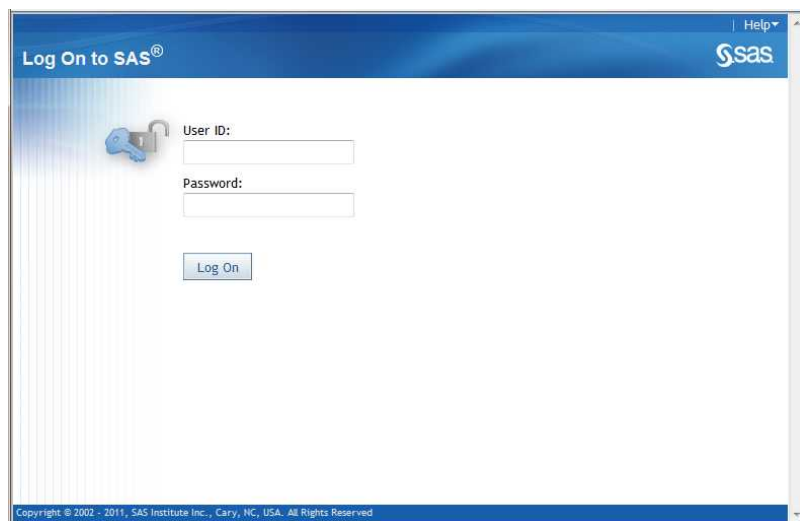 | Help
Log On to SAS®
sas
User ID:
Password:
Log On
Copyright © 2002 - 2011, SAS Institute Inc., Cary, NC, USA. All Rights Reserved